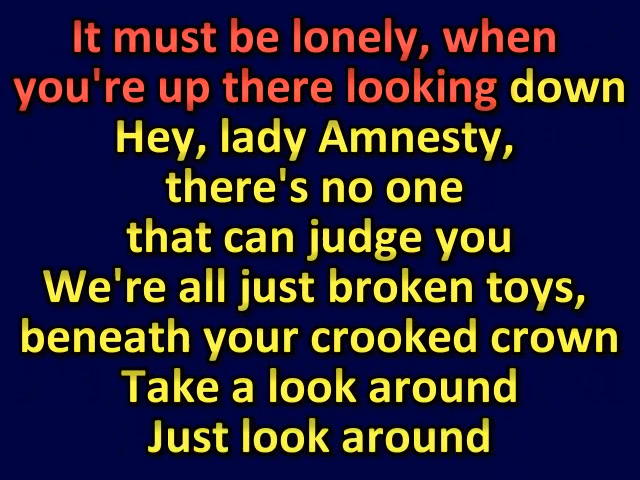 It must be lonely, when
you're up there looking down
Hey, lady Amnesty,
there's no one
that can judge you
We're all just broken toys,
beneath your crooked crown
Take a look around
Just look around